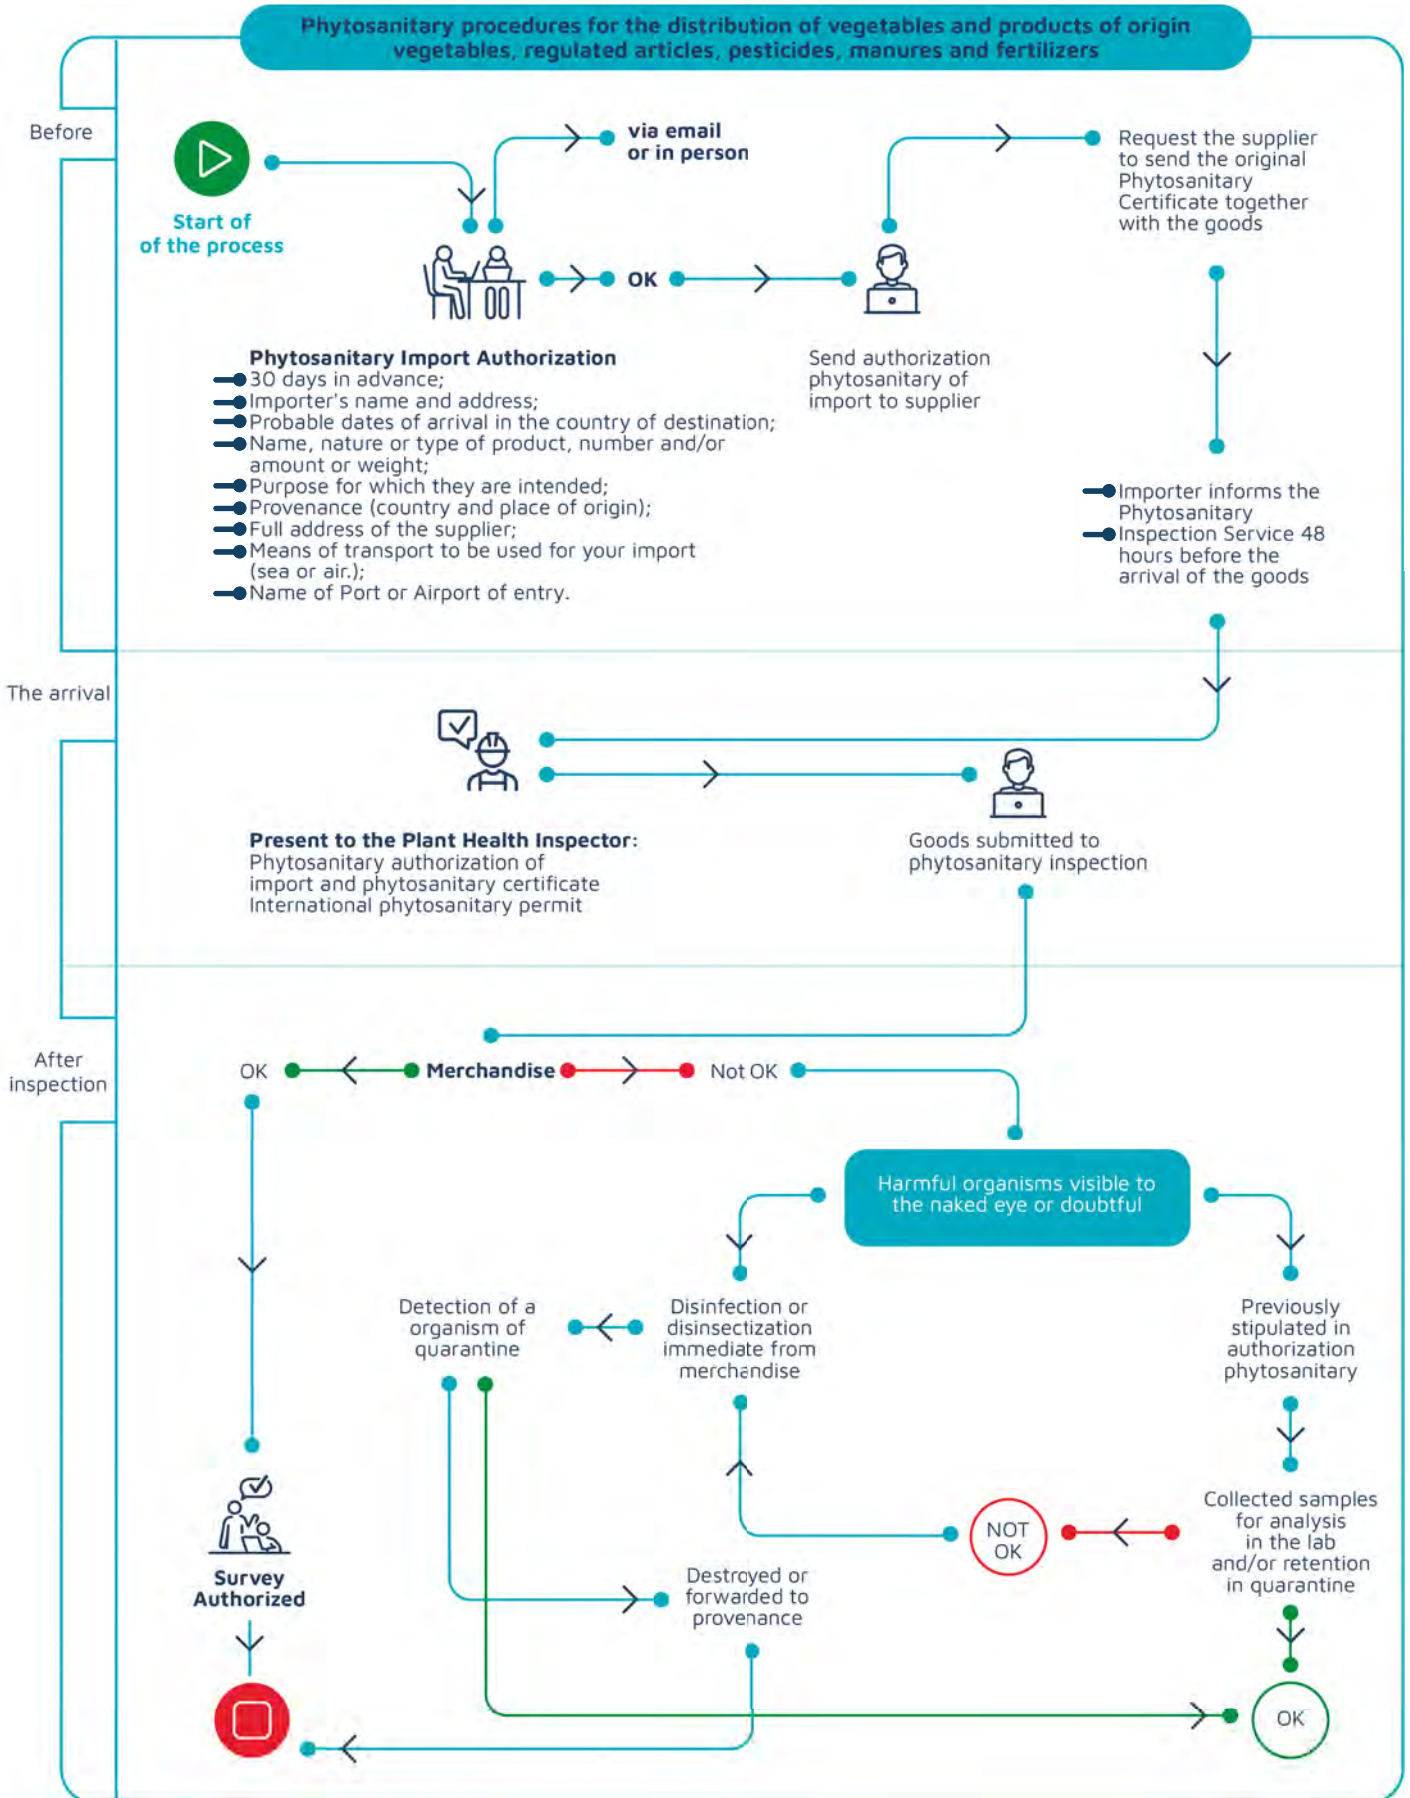 Phytosanitary procedures for the distribution of vegetables and products of origin
vegetables, regulated articles, pesticides, manures and fertilizers
Before
Start of
of the process
via email
or in person
OK
Request the supplier
to send the original
Phytosanitary
Certificate together
with the goods
Phytosanitary Import Authorization
30 days in advance;
Importer's name and address;
Probable dates of arrival in the country of destination;
Name, nature or type of product, number and/or
amount or weight;
Purpose for which they are intended;
Provenance (country and place of origin);
Full address of the supplier;
Means of transport to be used for your import
(sea or air.);
Name of Port or Airport of entry.
Send authorization
phytosanitary of
import to supplier
Importer informs the
Phytosanitary
Inspection Service 48
hours before the
arrival of the goods
The arrival
Present to the Plant Health Inspector:
Phytosanitary authorization of
import and phytosanitary certificate
International phytosanitary permit
Goods submitted to
phytosanitary inspection
After
inspection
OK
Merchandise
Not OK
Harmful organisms visible to
the naked eye or doubtful
Detection of a
organism of
quarantine
Disinfection or
disinsectization
immediate from
merchandise
Previously
stipulated in
authorization
phytosanitary
Collected samples
for analysis
in the lab
and/or retention
in quarantine
NOT
OK
Survey
Authorized
Destroyed or
forwarded to
provenance
OK